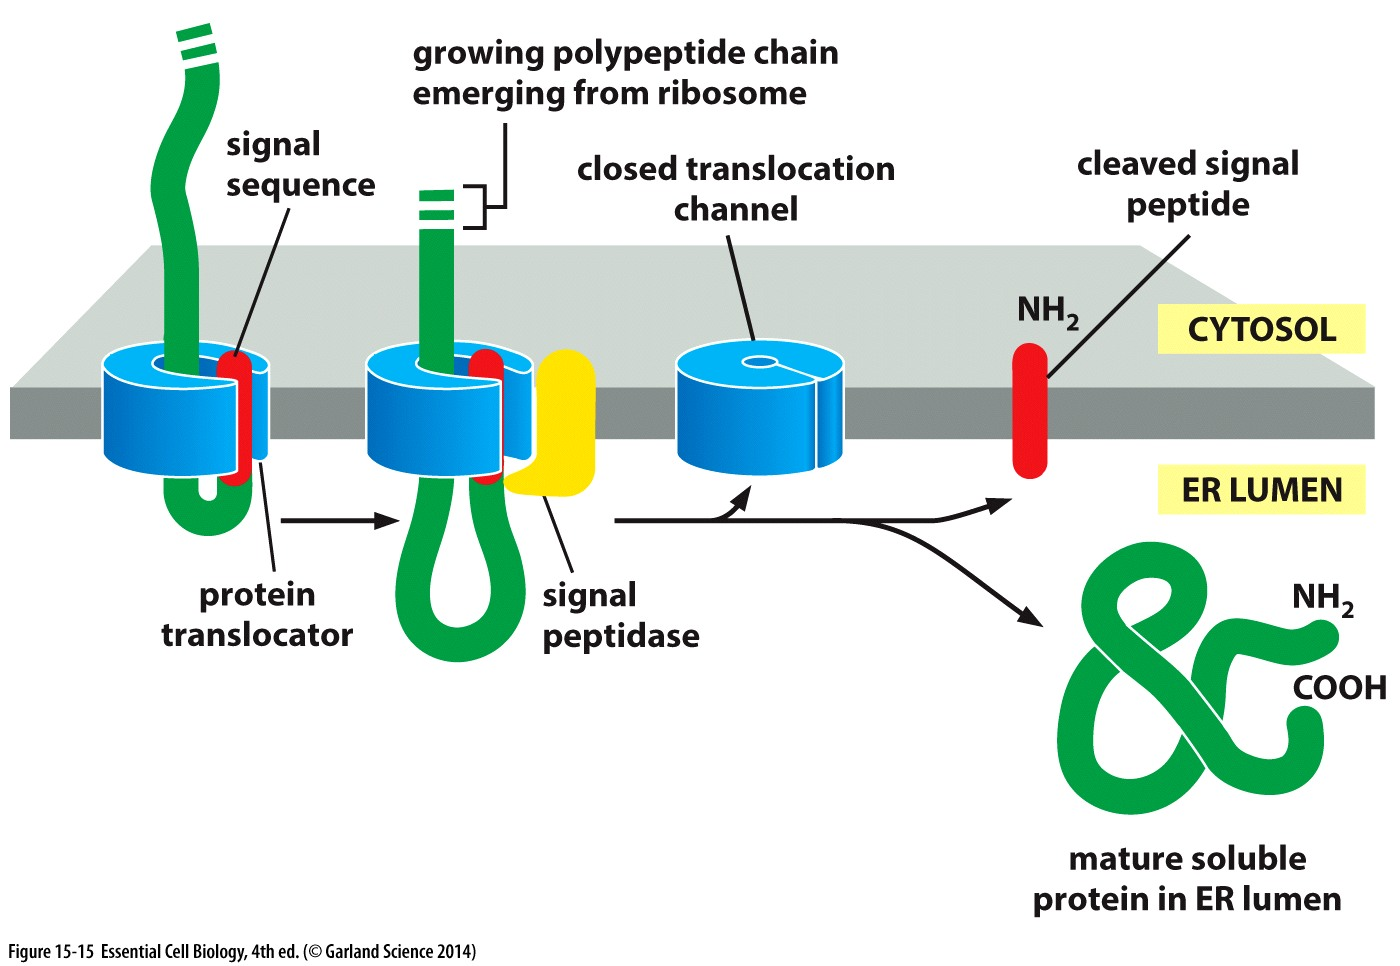 growing polypeptide chain
emerging from ribosome
signal
sequence
closed translocation
channel
cleaved signal
peptide
NH2
CYTOSOL
ER LUMEN
protein
translocator
signal
peptidase
NH2
COOH
mature soluble
protein in ER lumen
Figure 15-15 Essential Cell Biology, 4th ed. (© Garland Science 2014)